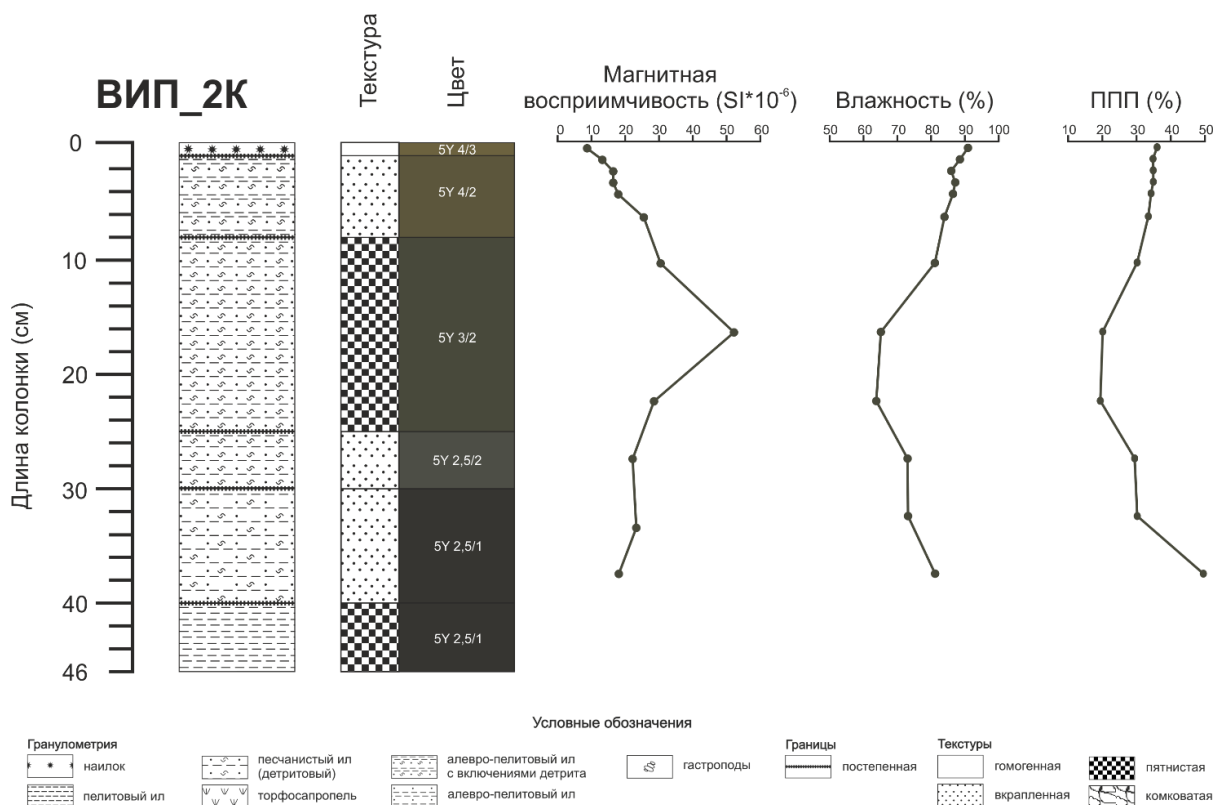 ВИП_2К
Текстура
Цвет
Магнитная
восприимчивость (SI*10⁻⁶)
Влажность (%)
ППП (%)
0 10 20 30 40 50 60
50 60 70 80 90 100
10 20 30 40 50
Длина колонки (см)
0
10
20
30
40
46
5Y 4/3
5Y 4/2
5Y 3/2
5Y 2,5/2
5Y 2,5/1
5Y 2,5/1
Условные обозначения
Гранулометрия
наилок
пелитовый ил
песчанистый ил
(детритовый)
торфосапропель
алевро-пелитовый ил
с включениями детрита
алевро-пелитовый ил
гастроподы
Границы
постепенная
Текстуры
гомогенная
вкрапленная
пятнистая
комковатая